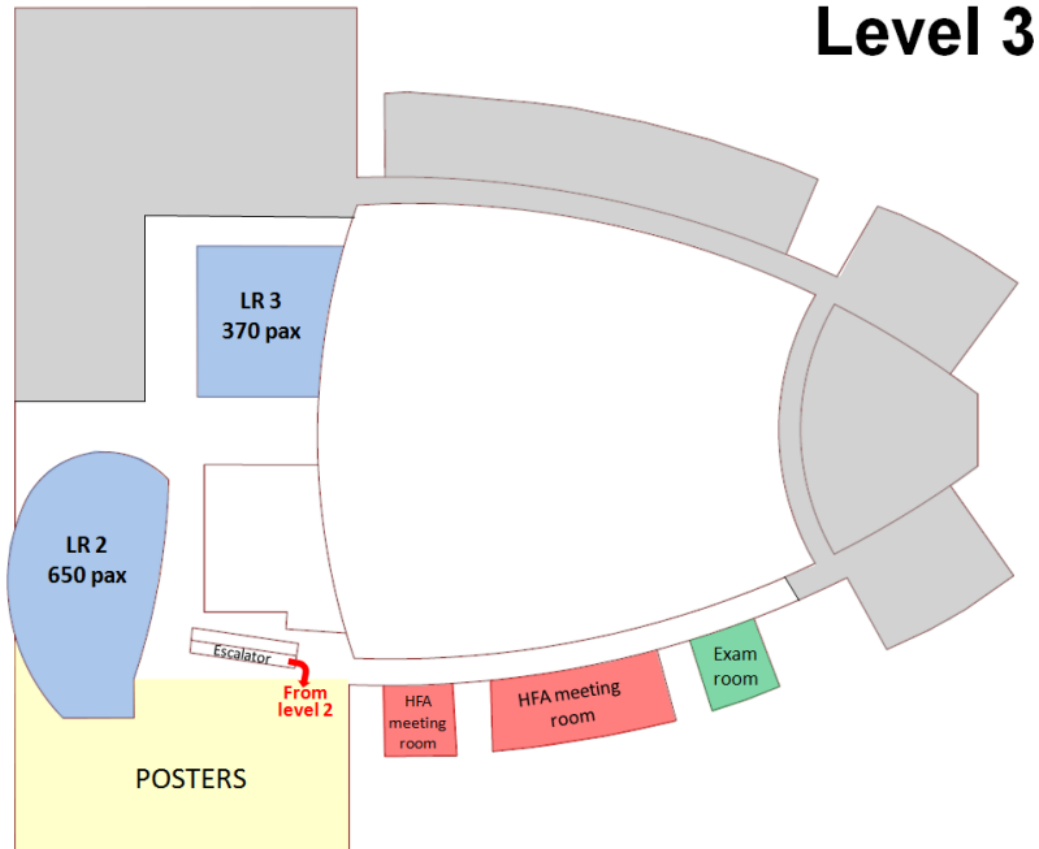 Level 3
LR 3
370 pax
LR 2
650 pax
Escalator
From
level 2
HFA
meeting
room
HFA meeting
room
Exam
room
POSTERS